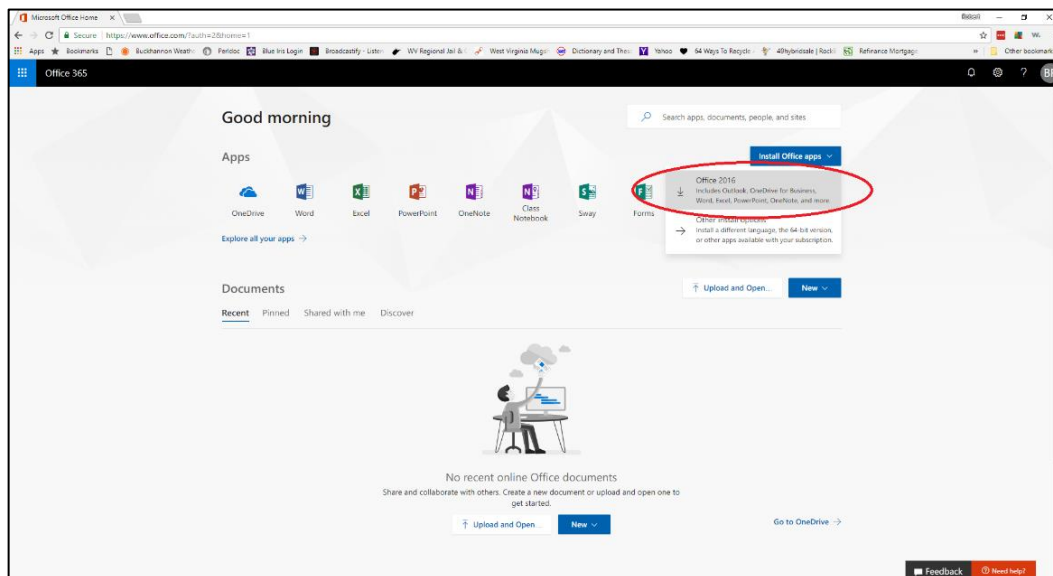 Microsoft Office Home
Secure https://www.office.com/?auth=2&home=1
Apps Bookmarks Buckhannon Weath Feridoc Blue Iris Login Broadcastify - Listen WV Regional Jail & C West Virginia Mugsh Dictionary and Thes Yahoo 64 Ways To Recycle 49hybridsale | Rockl Refinance Mortgage » Other bookmark
Office 365
? BF
Good morning
Search apps, documents, people, and sites
Apps
Install Office apps
Office 2016
Includes Outlook, OneDrive for Business,
Word, Excel, PowerPoint, OneNote, and more
Other install options
Install a different language, the 64-bit version,
or other apps available with your subscription.
OneDrive Word Excel PowerPoint OneNote Class Notebook Sway Forms
Explore all your apps →
Documents
Upload and Open... New
Recent Pinned Shared with me Discover
No recent online Office documents
Share and collaborate with others. Create a new document or upload and open one to
get started.
Upload and Open... New
Go to OneDrive →
Feedback Need help?